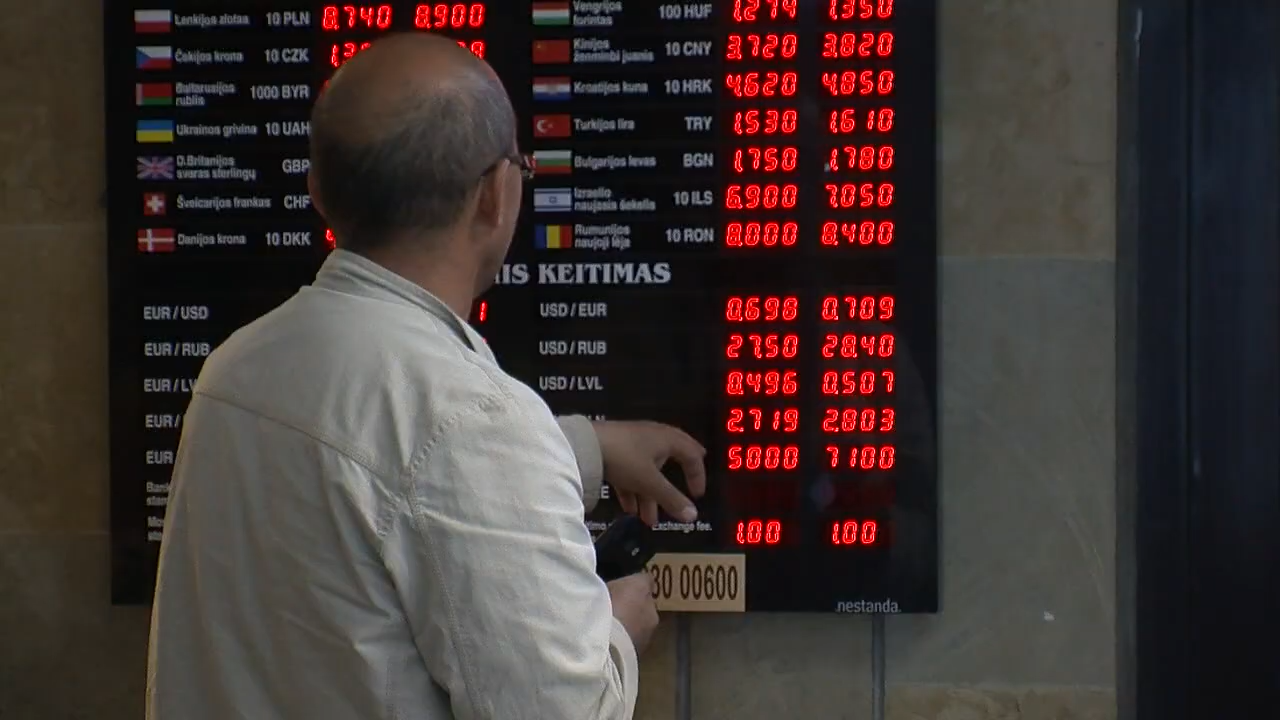 Lenkijos zlotas 10 PLN 8.740 8.900
Čekijos krona 10 CZK
Baltarusijos rublis 1000 BYR
Ukrainos grivina 10 UAH
D.Britanijos svaras sterlingų GBP
Šveicarijos frankas CHF
Danijos krona 10 DKK
Vengrijos forintas 100 HUF 1.274 1.350
Kinijos ženminbi juanis 10 CNY 3.720 3.820
Kroatijos kuna 10 HRK 4.620 4.850
Turkijos lira TRY 1.530 1.610
Bulgarijos levas BGN 1.750 1.780
Izraelio naujasis šekelis 10 ILS 6.900 7.050
Rumunijos naujoji lėja 10 RON 8.000 8.400
KEITIMAS
EUR / USD
EUR / RUB
EUR /
EUR /
EUR
USD / EUR 0.698 0.709
USD / RUB 27.50 28.40
USD / LVL 0.496 0.507
2.719 2.803
5000 7100
Exchange fee. 1.00 1.00
30 00600
nestanda.